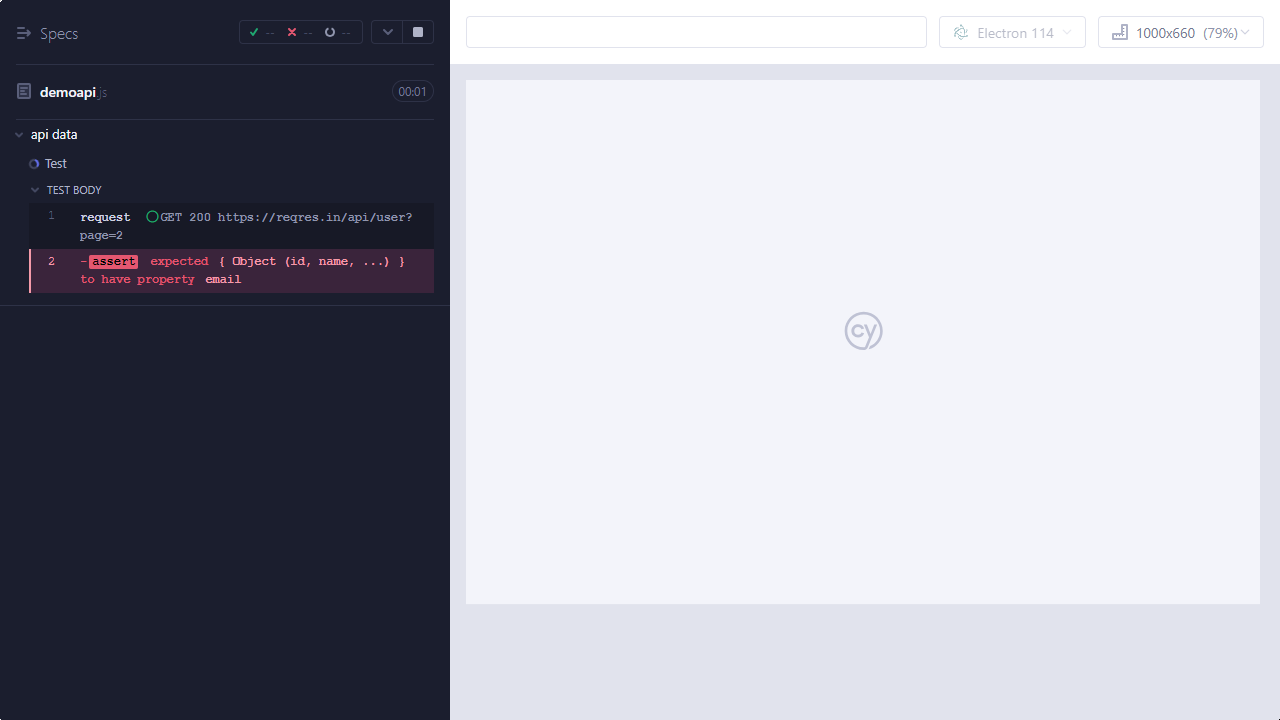 Specs
--
--
--
Electron 114
1000x660 (79%)
demoapi.js
00:01
api data
Test
TEST BODY
1 request GET 200 https://reqres.in/api/user?
page=2
2 -assert expected { Object (id, name, ...) }
to have property email
cy